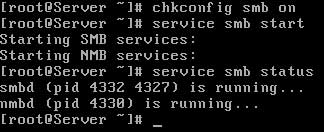 [root@Server ~]# chkconfig smb on
[root@Server ~]# service smb start
Starting SMB services:
Starting NMB services:
[root@Server ~]# service smb status
smbd (pid 4332 4327) is running...
nmbd (pid 4330) is running...
[root@Server ~]# _